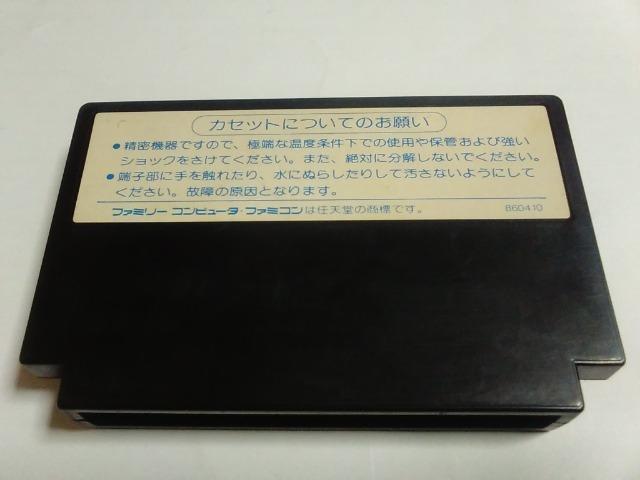 カセットについてのお願い
●精密機器ですので、極端な温度条件下での使用や保管および強い
ショックをさけてください。また、絶対に分解しないでください。
●端子部に手を触れたり、水にぬらしたりして汚さないようにして
ください。故障の原因となります。
ファミリー コンピュータ・ファミコンは任天堂の商標です。 860410